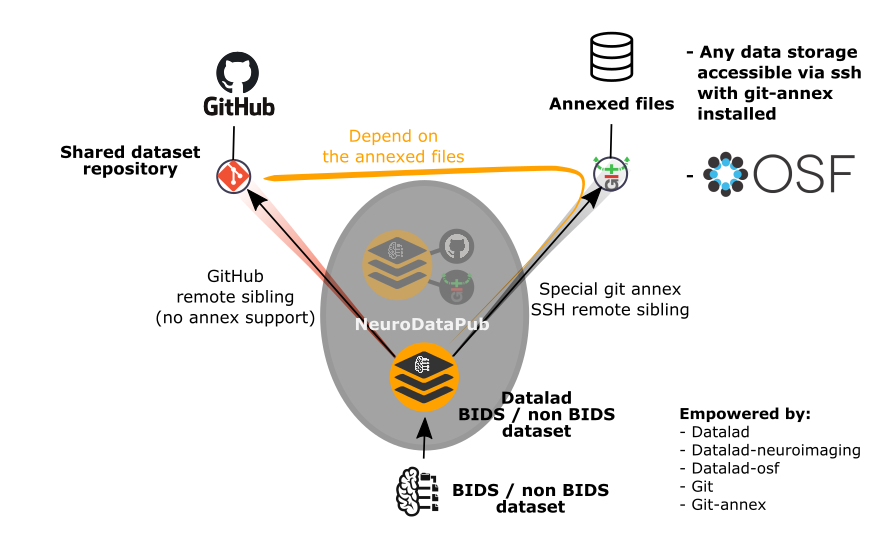 GitHub
Annexed files
- Any data storage
accessible via ssh
with git-annex
installed
- OSF
Shared dataset
repository
Depend on
the annexed files
git
git
GitHub
remote sibling
(no annex support)
Special git annex
SSH remote sibling
NeuroDataPub
Datalad
BIDS / non BIDS
dataset
BIDS / non BIDS
dataset
Empowered by:
- Datalad
- Datalad-neuroimaging
- Datalad-osf
- Git
- Git-annex